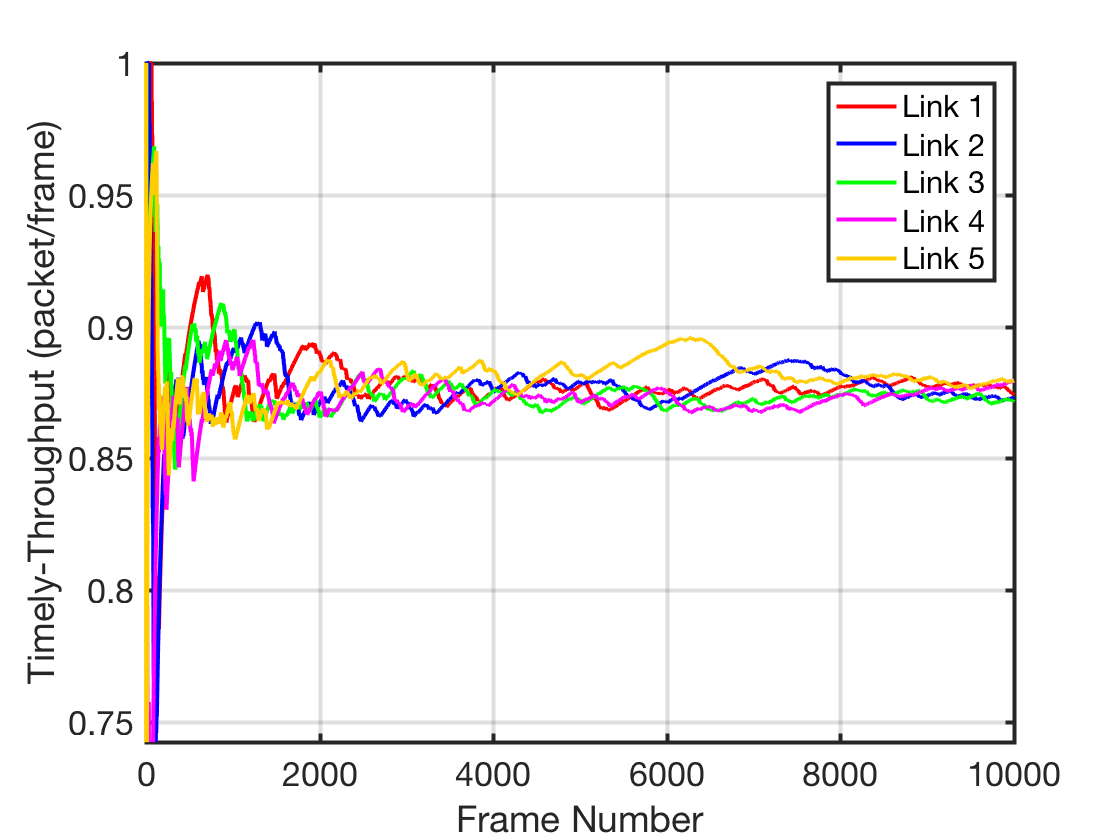 Timely-Throughput (packet/frame)
1
0.95
0.9
0.85
0.8
0.75
Link 1
Link 2
Link 3
Link 4
Link 5
0 2000 4000 6000 8000 10000
Frame Number